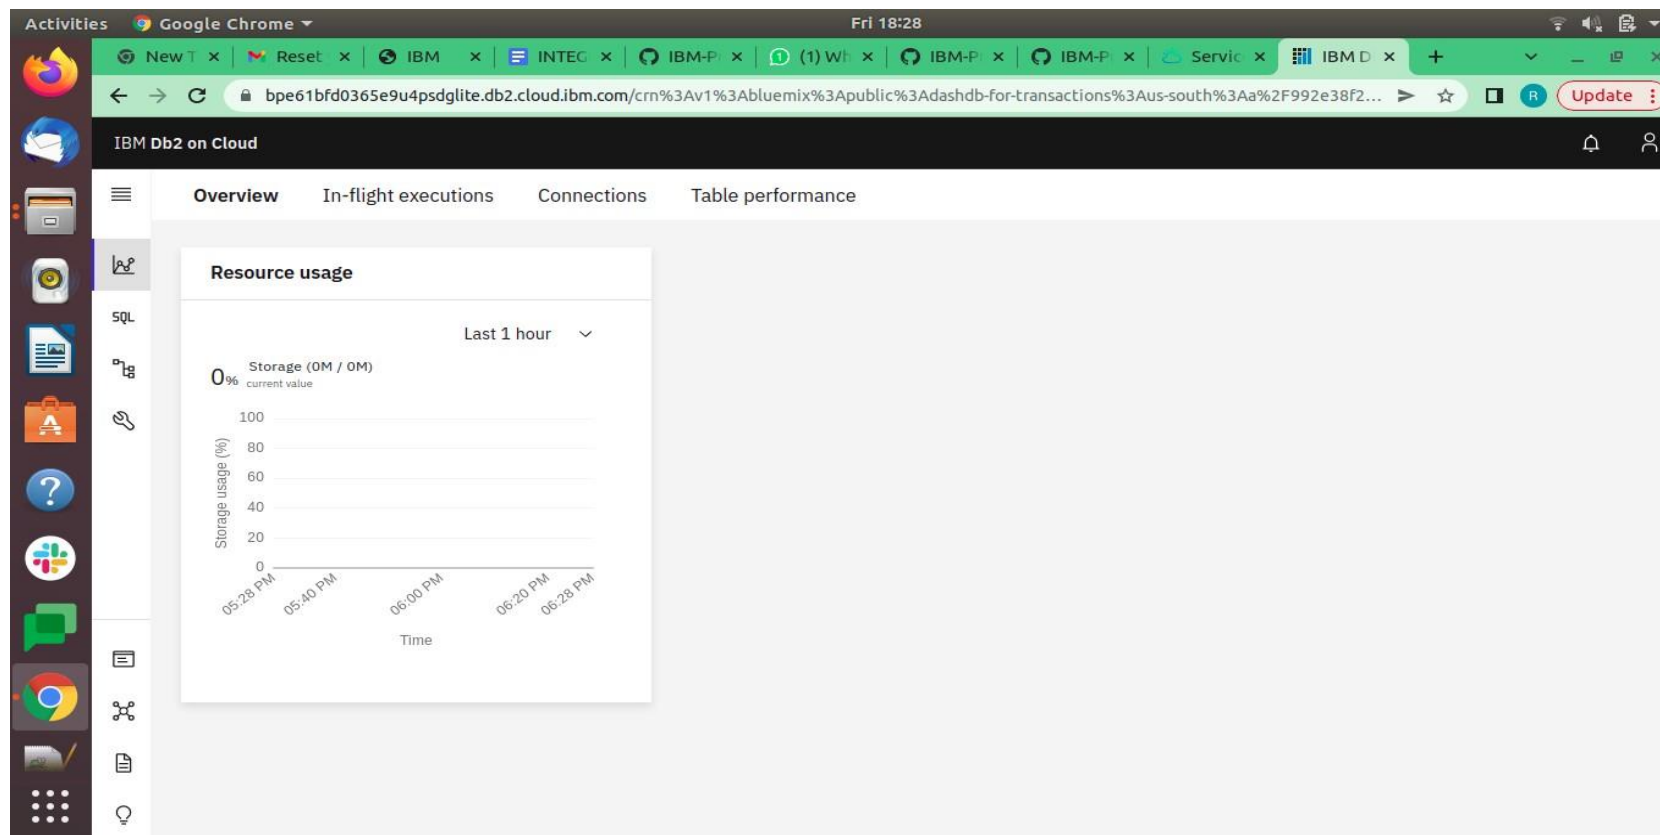 Activities Google Chrome Fri 18:28
New T Reset IBM INTEG IBM-P (1) Wh IBM-P IBM-P Servic IBM D
bpe61bfd0365e9u4psdglite.db2.cloud.ibm.com/crn%3Av1%3Abluemix%3Apublic%3Adashdb-for-transactions%3Aus-south%3Aa%2F992e38f2... R Update
IBM Db2 on Cloud
Overview In-flight executions Connections Table performance
Resource usage
SQL
Last 1 hour
0% Storage (0M / 0M)
current value
100
80
60
40
20
0
Storage usage (%)
05:28 PM 05:40 PM 06:00 PM 06:20 PM 06:28 PM
Time